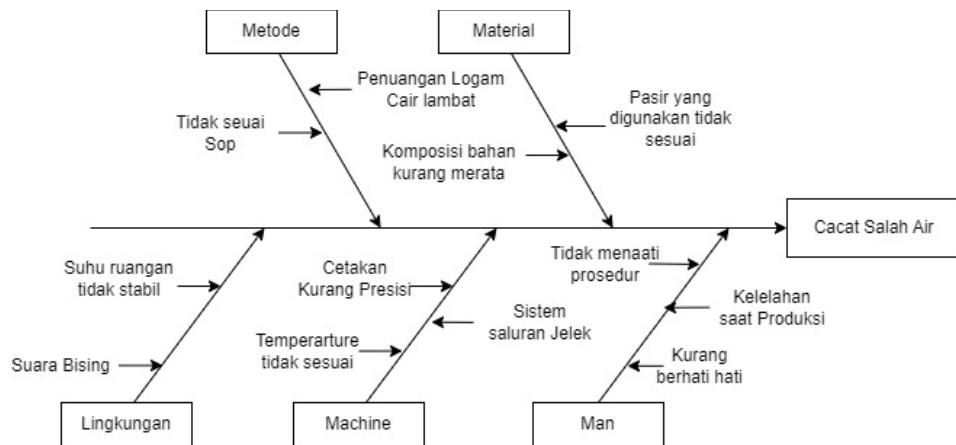 Metode
Material
Penuangan Logam
Cair lambat
Tidak seuai
Sop
Pasir yang
digunakan tidak
sesuai
Komposisi bahan
kurang merata
Cacat Salah Air
Suhu ruangan
tidak stabil
Suara Bising
Cetakan
Kurang Presisi
Sistem
saluran Jelek
Temperarture
tidak sesuai
Tidak menaati
prosedur
Kelelahan
saat Produksi
Kurang
berhati hati
Lingkungan
Machine
Man